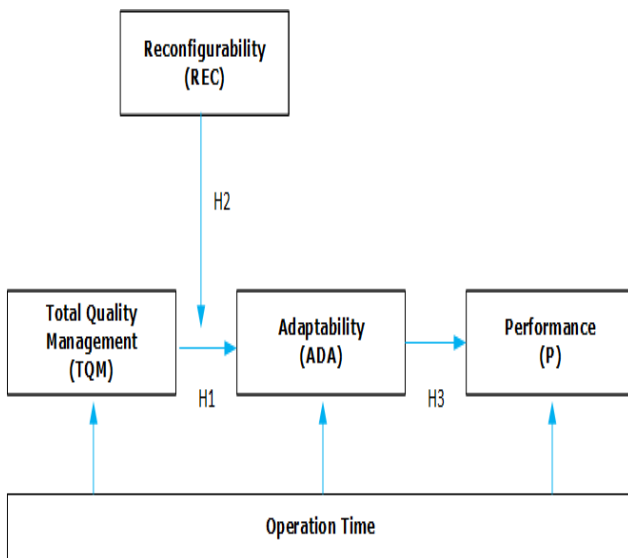 Reconfigurability
(REC)
H2
Total Quality
Management
(TQM)
H1
Adaptability
(ADA)
H3
Performance
(P)
Operation Time